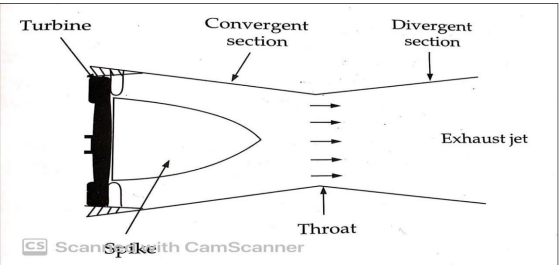 Turbine
Convergent
section
Divergent
section
Exhaust jet
Throat
Spike
CS Scanned with CamScanner